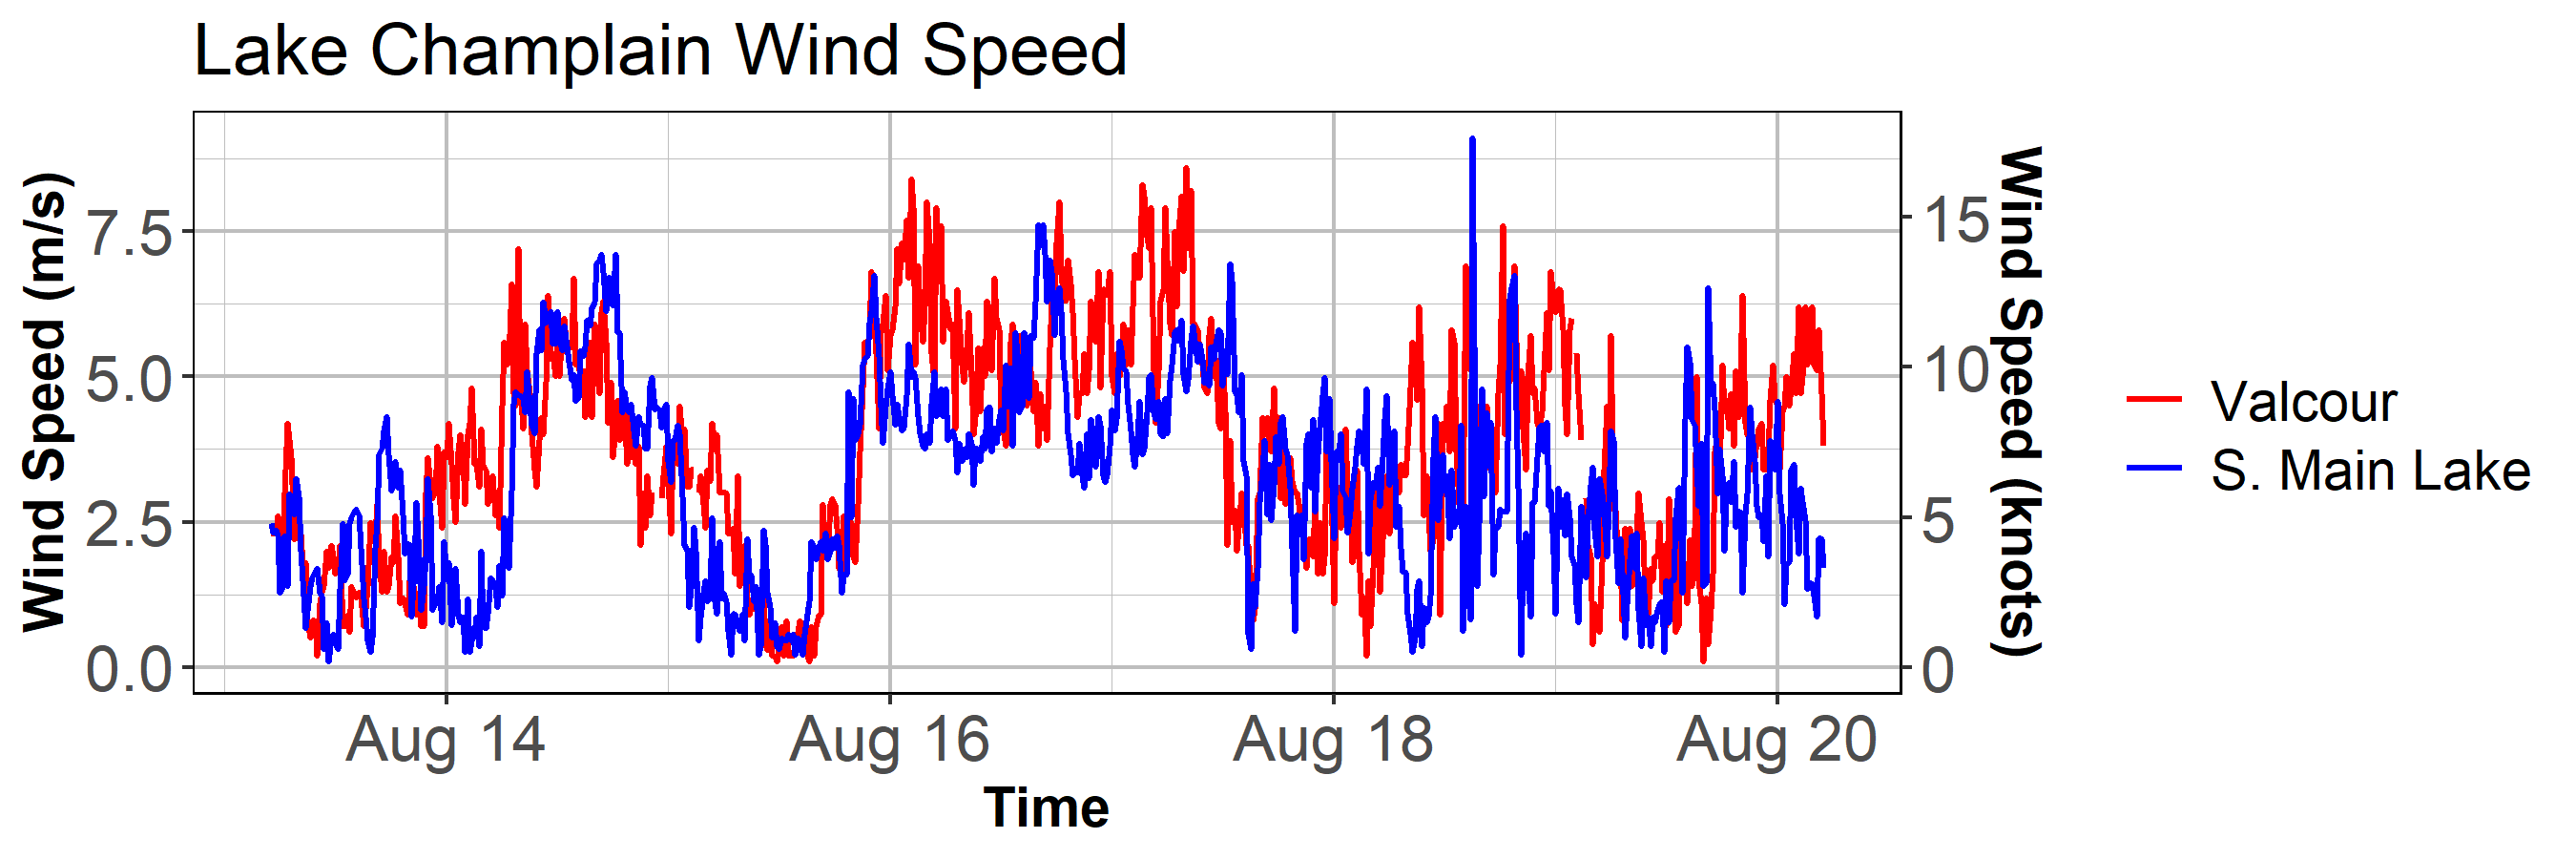 Lake Champlain Wind Speed
Wind Speed (m/s)
7.5
5.0
2.5
0.0
15
10
5
0
Wind Speed (knots)
Aug 14
Aug 16
Aug 18
Aug 20
Time
Valcour
S. Main Lake